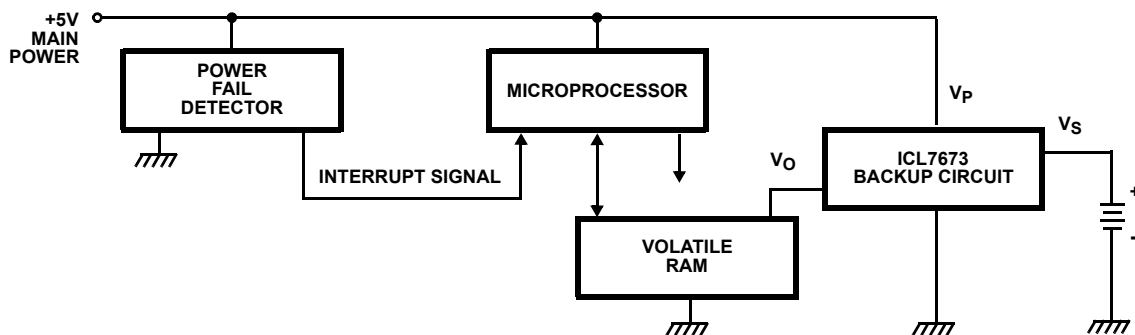 +5V
MAIN
POWER
POWER
FAIL
DETECTOR
MICROPROCESSOR
VP
VS
ICL7673
BACKUP CIRCUIT
VO
INTERRUPT SIGNAL
+
-
VOLATILE
RAM